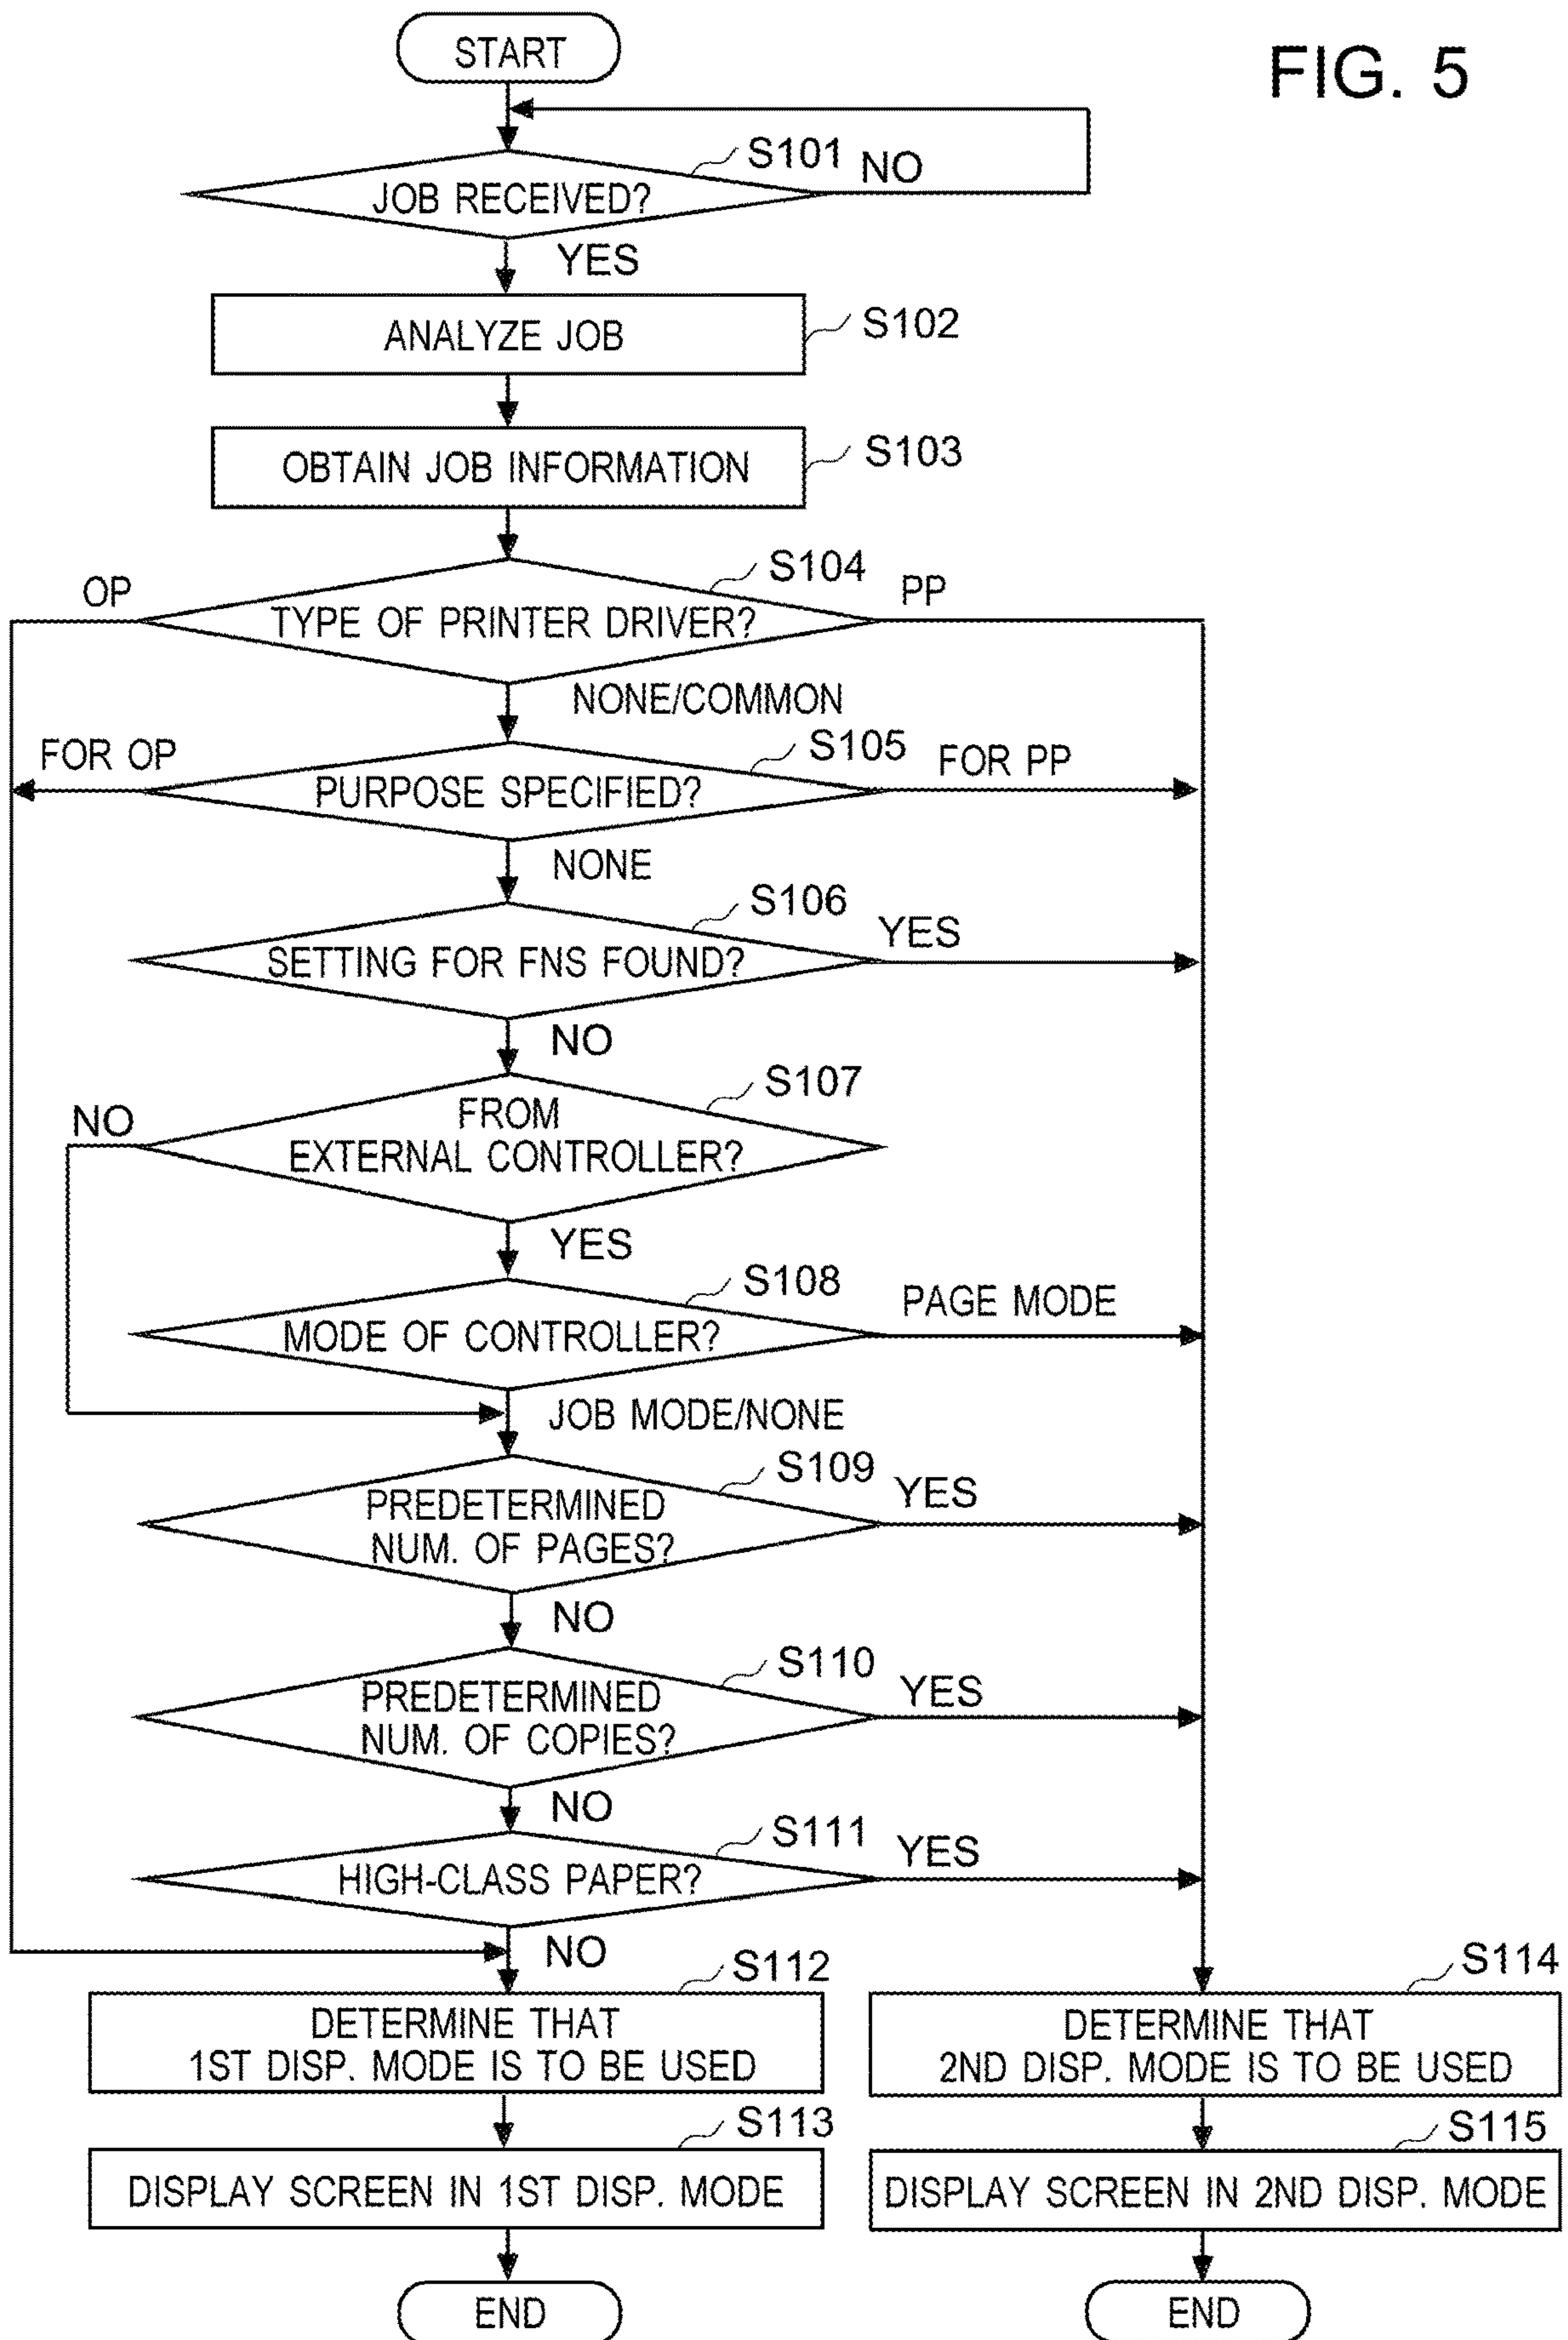 FIG. 5
START
S101
NO
JOB RECEIVED?
YES
ANALYZE JOB
S102
OBTAIN JOB INFORMATION
S103
OP
S104
PP
TYPE OF PRINTER DRIVER?
NONE/COMMON
FOR OP
S105
FOR PP
PURPOSE SPECIFIED?
NONE
S106
YES
SETTING FOR FNS FOUND?
NO
S107
NO
FROM
EXTERNAL CONTROLLER?
YES
S108
PAGE MODE
MODE OF CONTROLLER?
JOB MODE/NONE
S109
YES
PREDETERMINED
NUM. OF PAGES?
NO
S110
YES
PREDETERMINED
NUM. OF COPIES?
NO
S111
YES
HIGH-CLASS PAPER?
NO
S112
DETERMINE THAT
1ST DISP. MODE IS TO BE USED
S114
DETERMINE THAT
2ND DISP. MODE IS TO BE USED
S113
DISPLAY SCREEN IN 1ST DISP. MODE
S115
DISPLAY SCREEN IN 2ND DISP. MODE
END
END